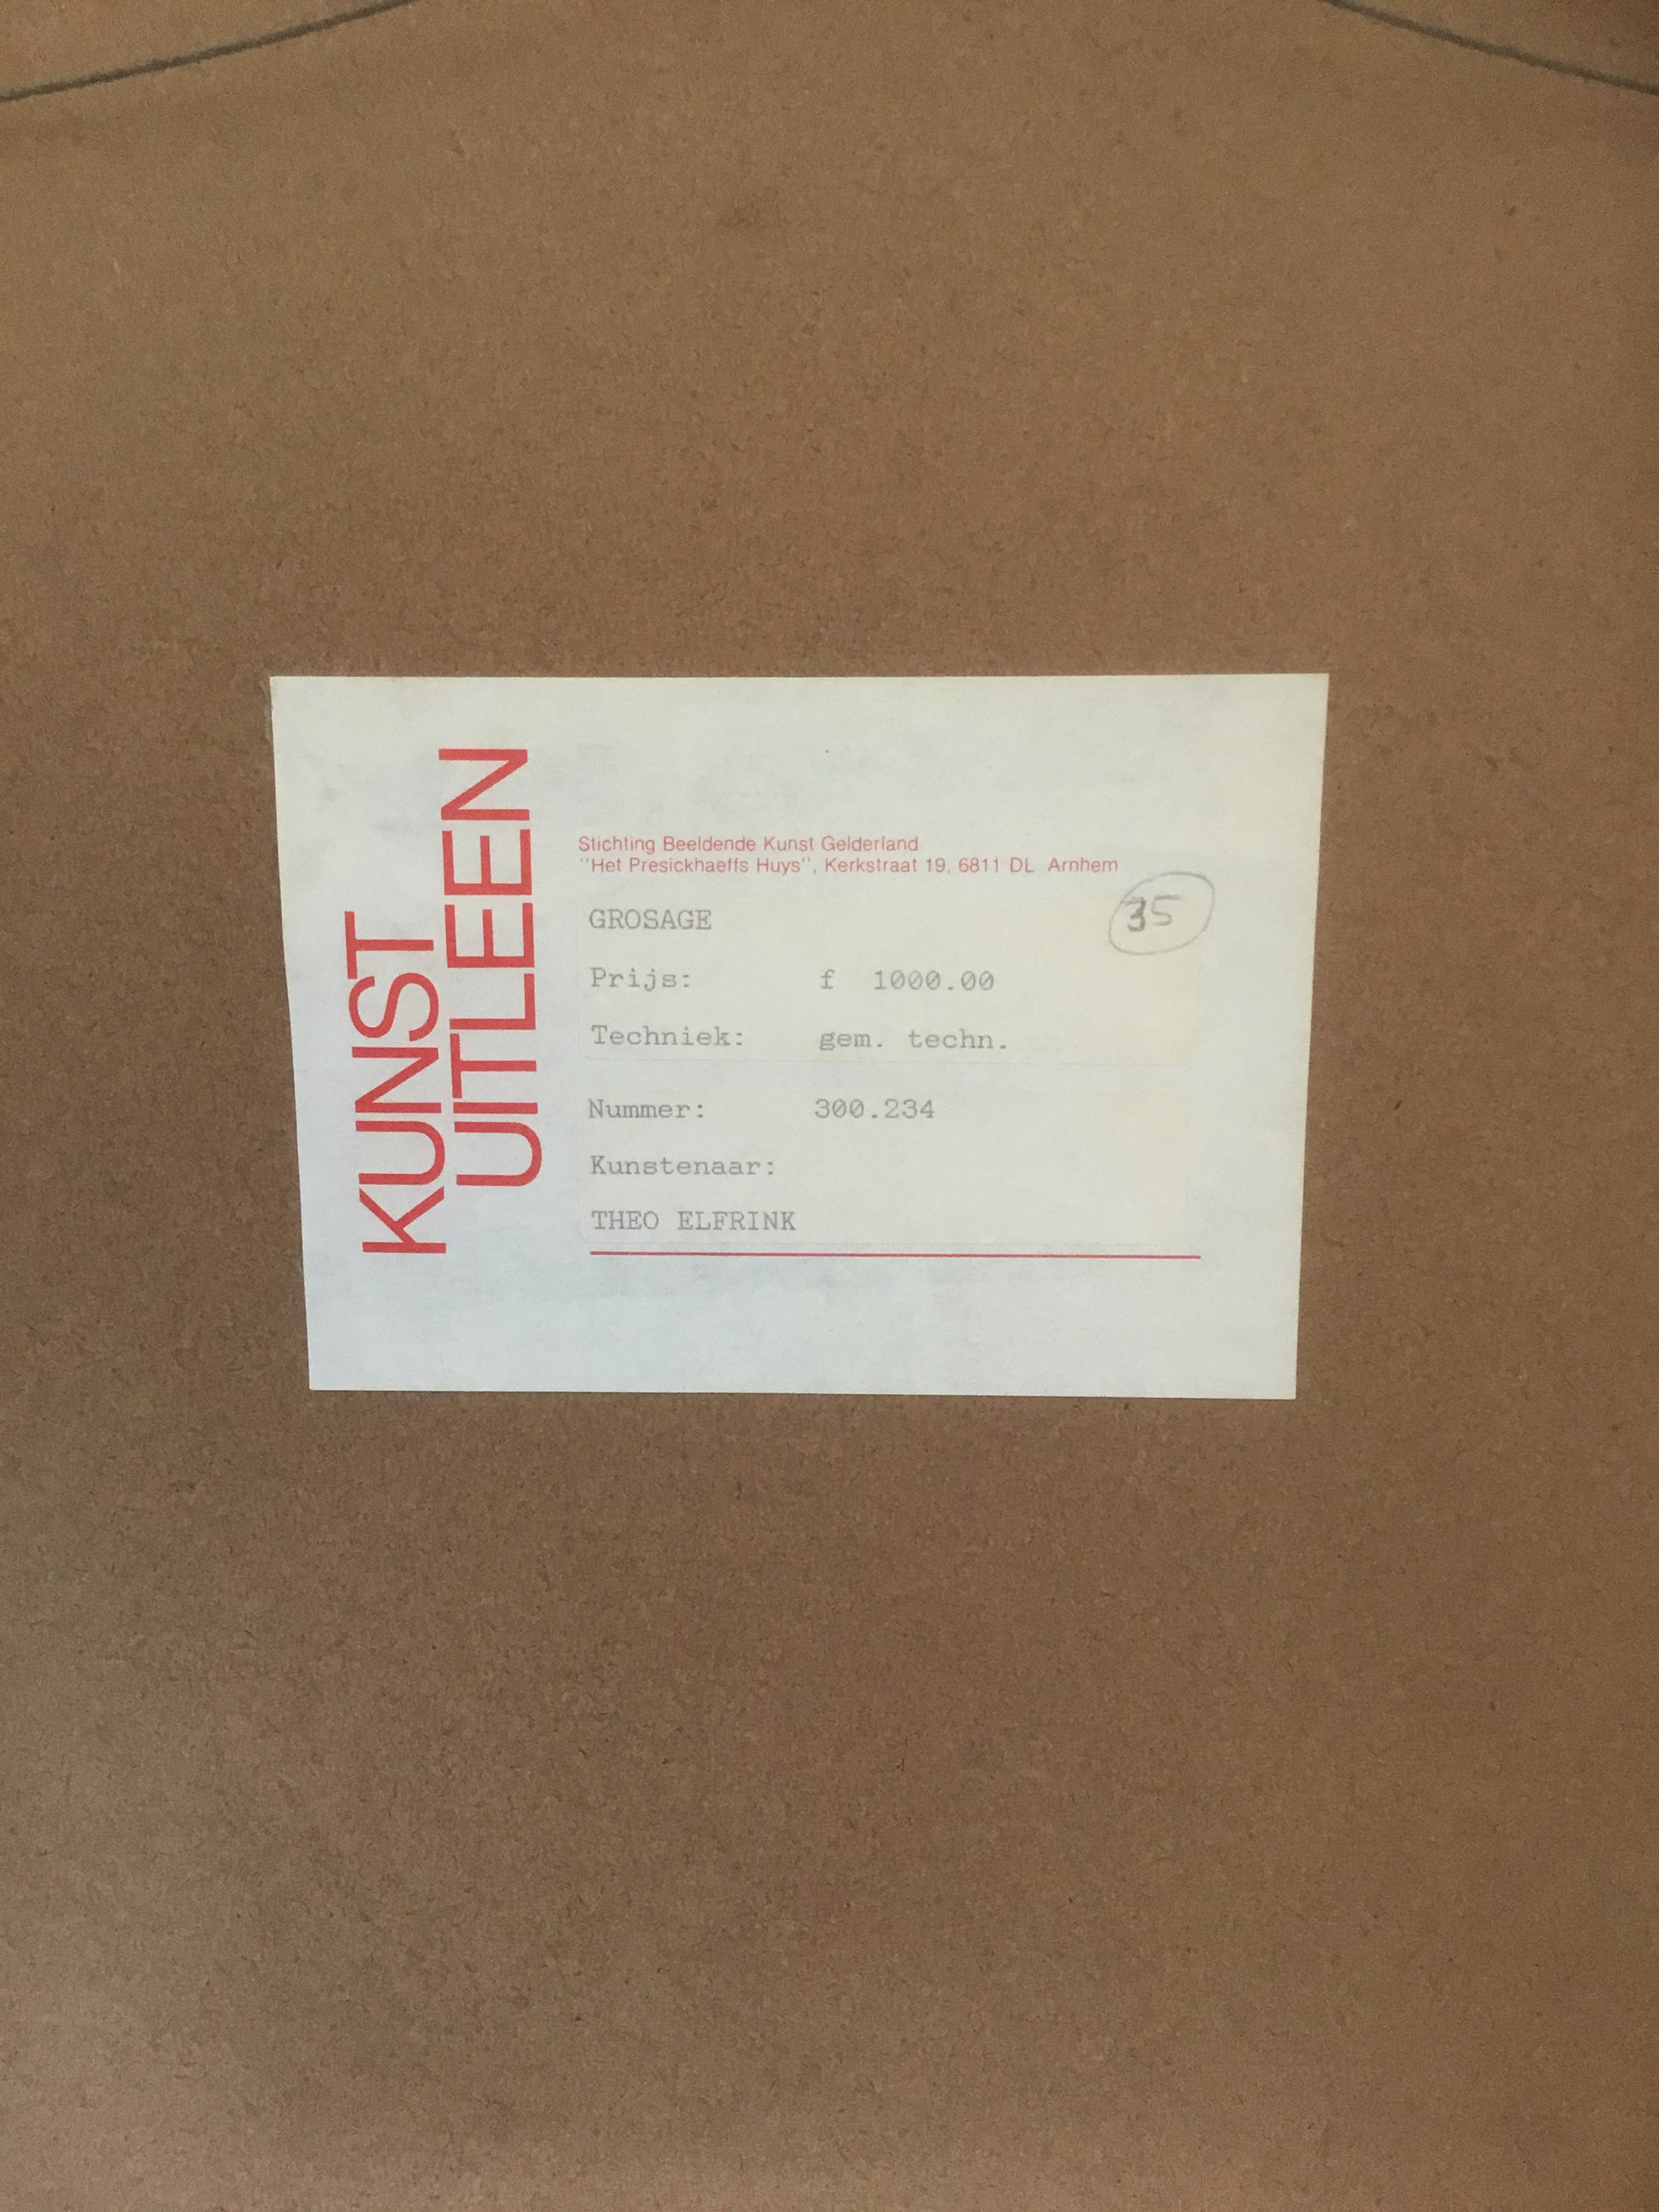 KUNST
UITLEEN
Stichting Beeldende Kunst Gelderland
"Het Presickhaeffs Huys", Kerkstraat 19, 6811 DL Arnhem
35
GROSAGE
Prijs: f 1000.00
Techniek: gem. techn.
Nummer: 300.234
Kunstenaar:
THEO ELFRINK